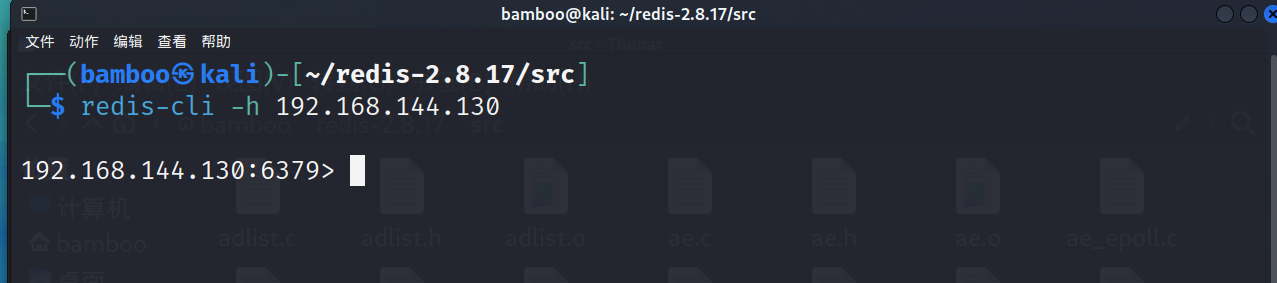 bamboo@kali: ~/redis-2.8.17/src
文件 动作 编辑 查看 帮助
src - Thunar
┌──(bamboo㉿kali)-[~/redis-2.8.17/src]
└─$ redis-cli -h 192.168.144.130
bamboo redis-2.8.17 src
192.168.144.130:6379>
计算机
adlist.c adlist.h adlist.o ae.c ae.h ae.o ae_epoll.c
bamboo
桌面